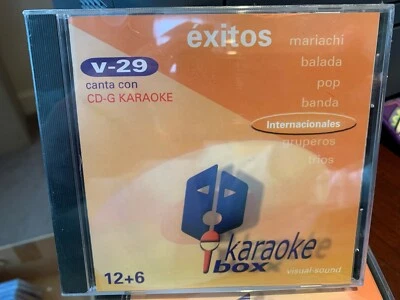 éxitos
mariachi
balada
pop
banda
Internacionales
gruperos
tríos
v-29
canta con
CD-G KARAOKE
karaoke
box
visual-sound
12+6